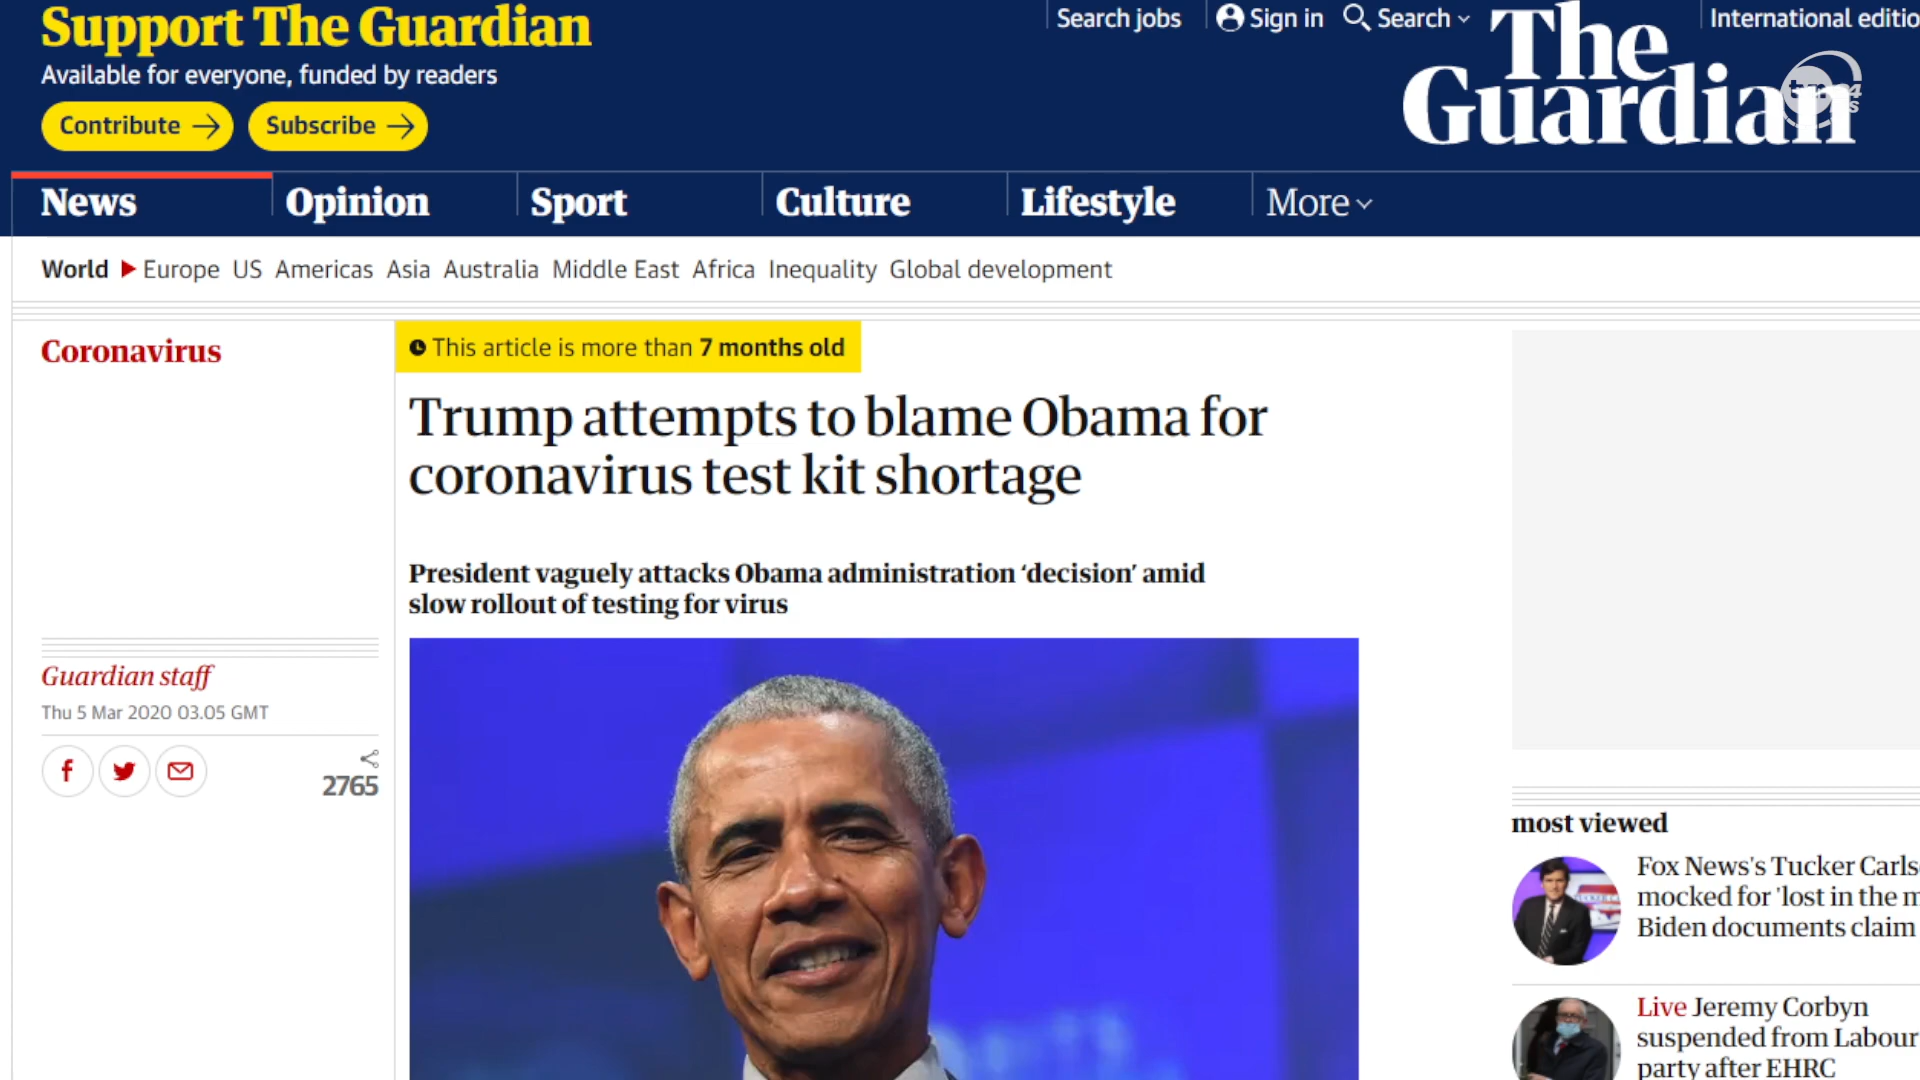 Support The Guardian
Available for everyone, funded by readers
Contribute
Subscribe
Search jobs
Sign in
Search
International editio
The
Guardian
News
Opinion
Sport
Culture
Lifestyle
More
World
Europe
US
Americas
Asia
Australia
Middle East
Africa
Inequality
Global development
Coronavirus
This article is more than 7 months old
Trump attempts to blame Obama for
coronavirus test kit shortage
President vaguely attacks Obama administration ‘decision’ amid
slow rollout of testing for virus
Guardian staff
Thu 5 Mar 2020 03.05 GMT
2765
most viewed
Fox News's Tucker Carls
mocked for 'lost in the m
Biden documents claim
Live Jeremy Corbyn
suspended from Labour
party after EHRC